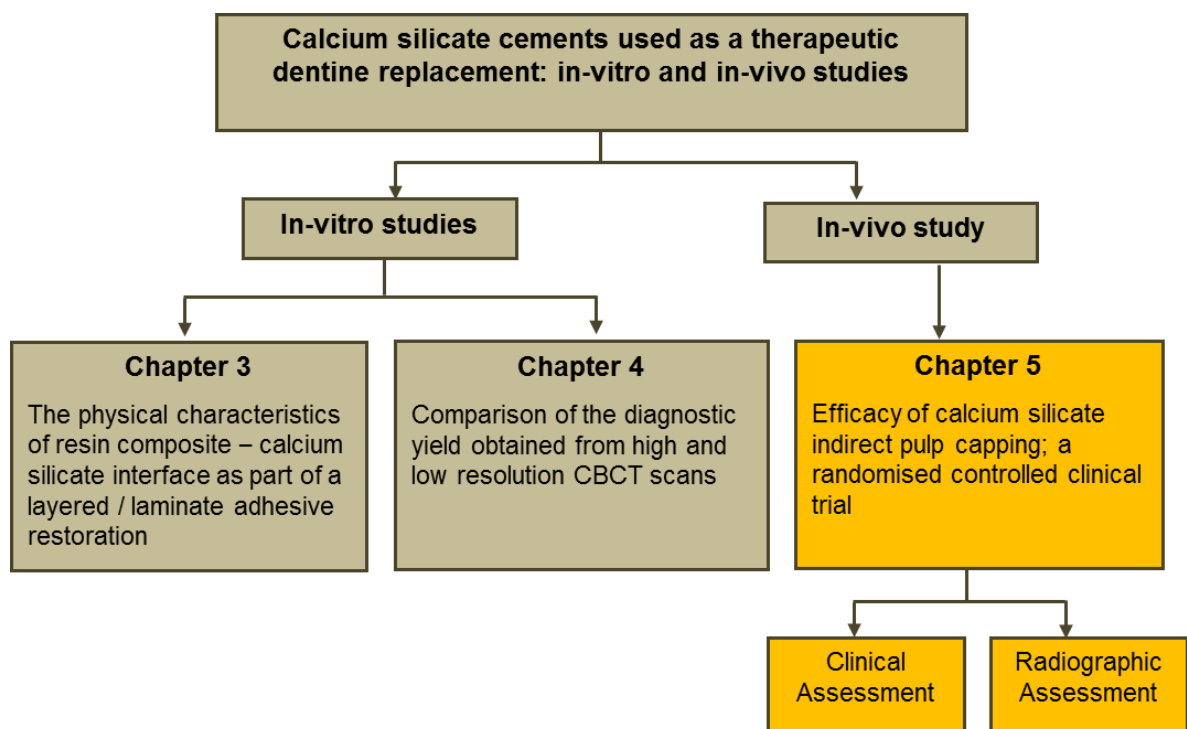 Calcium silicate cements used as a therapeutic
dentine replacement: in-vitro and in-vivo studies
In-vitro studies
In-vivo study
Chapter 3
The physical characteristics
of resin composite – calcium
silicate interface as part of a
layered / laminate adhesive
restoration
Chapter 4
Comparison of the diagnostic
yield obtained from high and
low resolution CBCT scans
Chapter 5
Efficacy of calcium silicate
indirect pulp capping; a
randomised controlled clinical
trial
Clinical
Assessment
Radiographic
Assessment